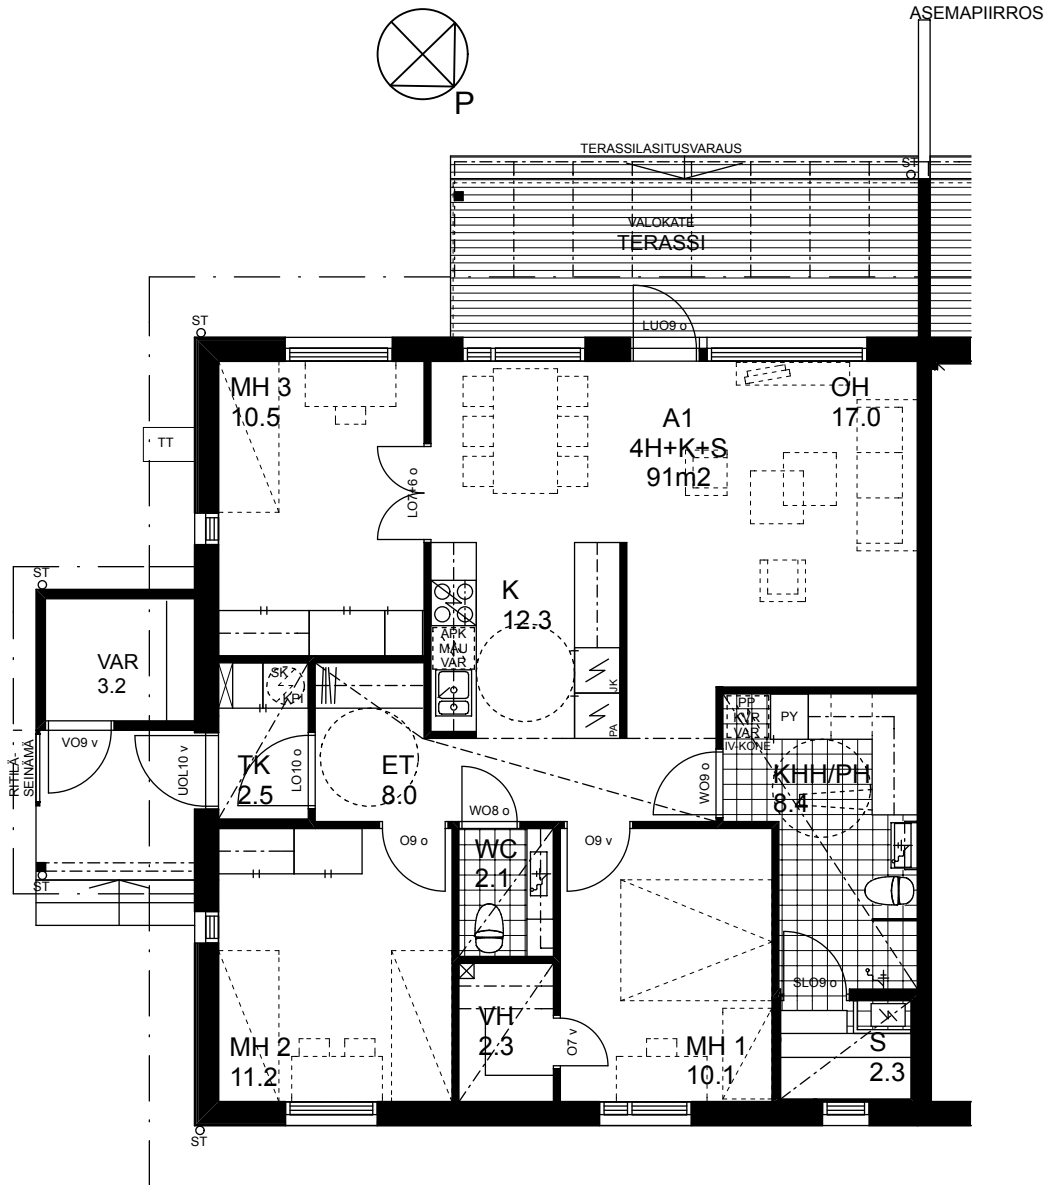 ASEMAPIIRROS
P
TERASSILASITUSVARAUS
ST
VALOKATE
TERASSI
ST
LUO9 o
MH 3
10.5
OH
17.0
A1
4H+K+S
91m2
TT
LO7+6 o
ST
K
12.3
APK
MAU
VAR
VAR
3.2
SK
KPI
JK
PA
PP
KVR
VAR
IV-KONE
PY
RITILÄ-
SEINÄMÄ
VO9 v
UOL10 v
TK
2.5
LO10 o
ET
8.0
WO9 o
KHH/PH
8.4
WO8 o
O9 o
O9 v
WC
2.1
ST
SLO9 o
VH
2.3
O7 v
MH 2
11.2
MH 1
10.1
S
2.3
ST